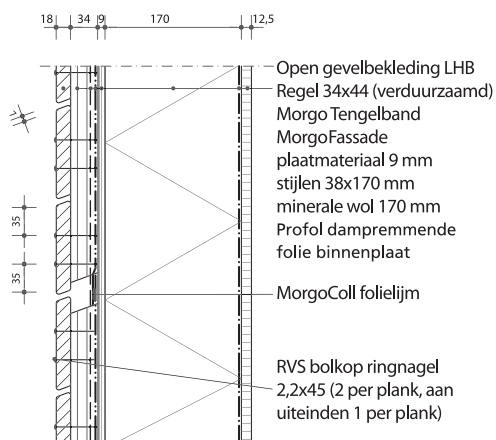 18 34 9 170 12,5
Open gevelbekleding LHB
Regel 34x44 (verduurzaamd)
Morgo Tengelband
MorgoFassade
plaatmateriaal 9 mm
stijlen 38x170 mm
minerale wol 170 mm
Profol dampremmende
folie binnenplaat
7
35
35
MorgoColl folielijm
RVS bolkop ringnagel
2,2x45 (2 per plank, aan
uiteinden 1 per plank)